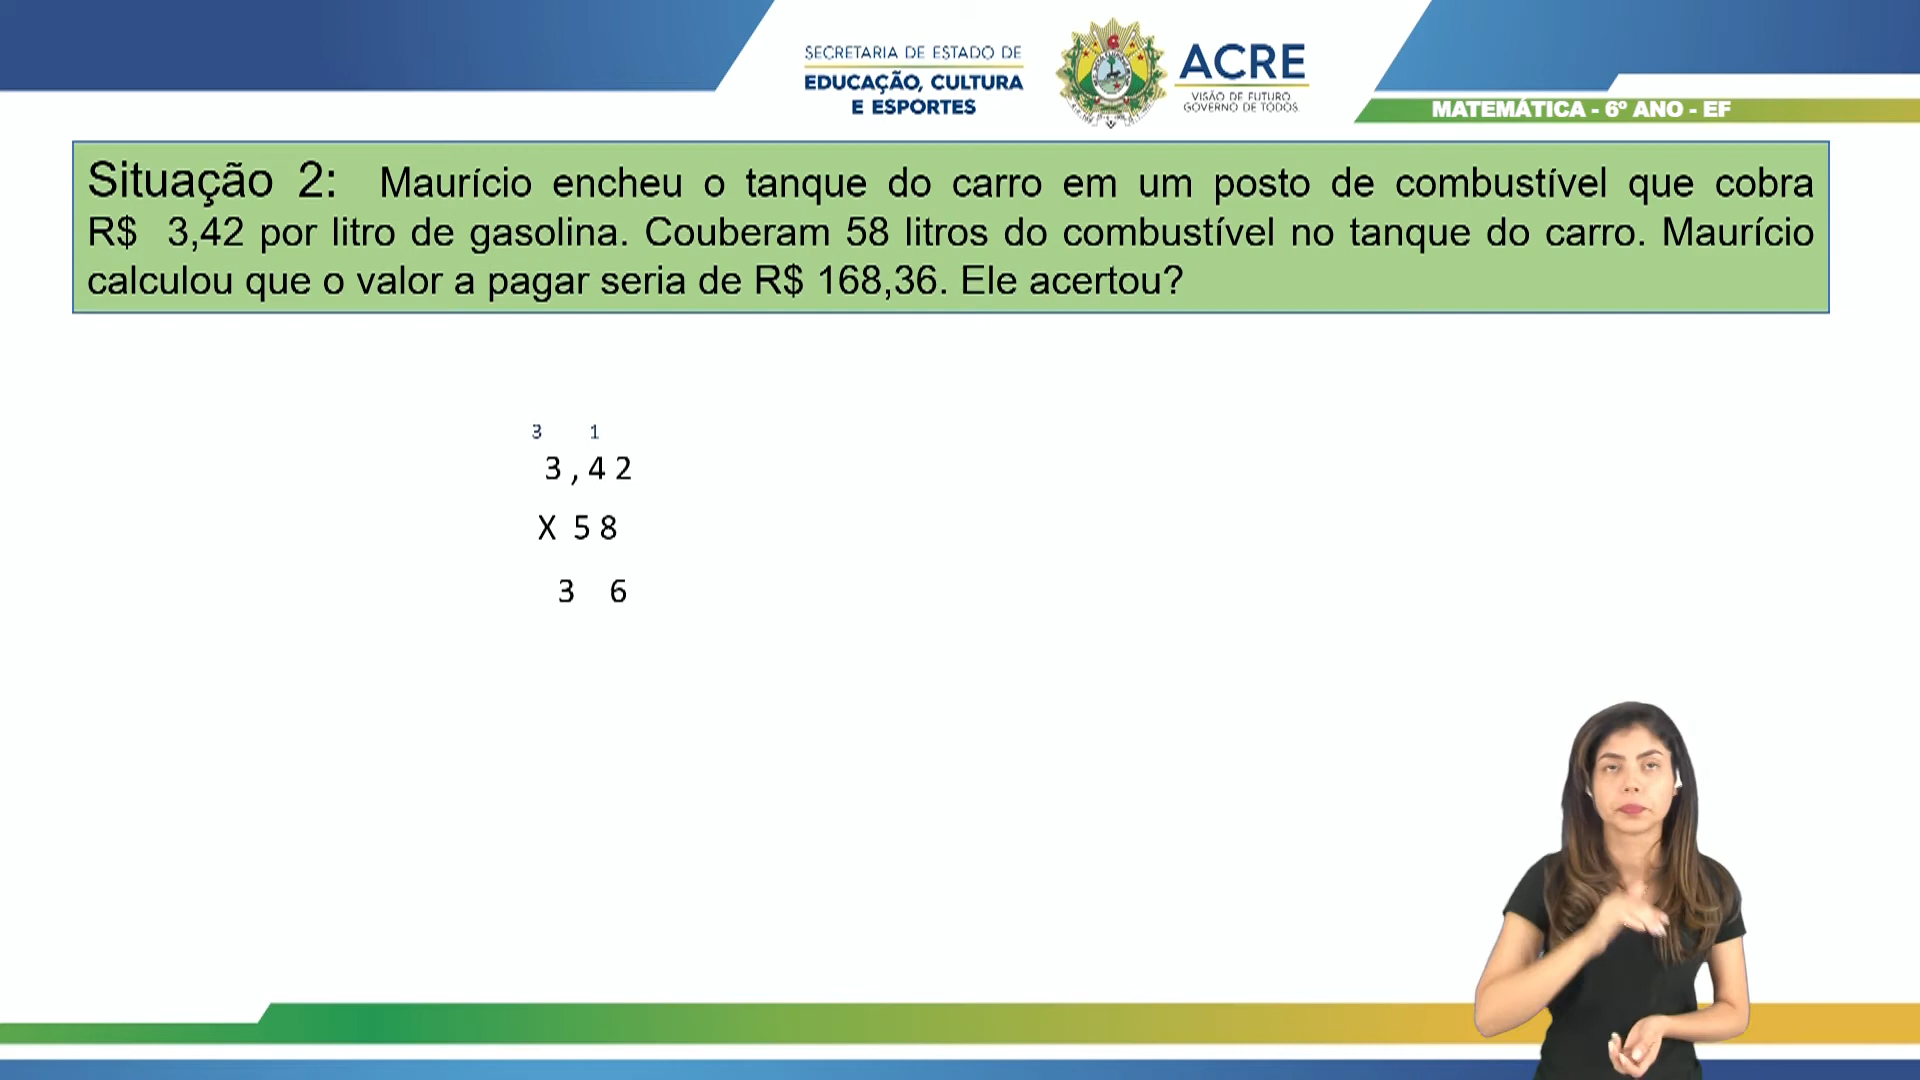 SECRETARIA DE ESTADO DE
EDUCAÇÃO, CULTURA
E ESPORTES
ACRE
VISÃO DE FUTURO
GOVERNO DE TODOS
MATEMÁTICA - 6º ANO - EF
Situação 2: Maurício encheu o tanque do carro em um posto de combustível que cobra
R$ 3,42 por litro de gasolina. Couberam 58 litros do combustível no tanque do carro. Maurício
calculou que o valor a pagar seria de R$ 168,36. Ele acertou?
3 1
3,42
X 58
3 6